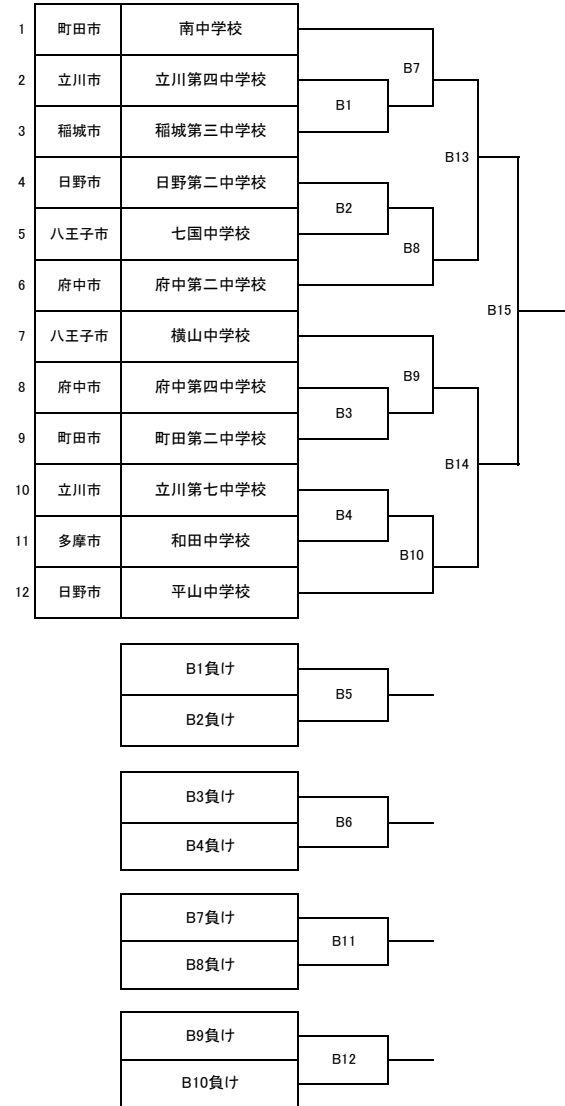 1 町田市 南中学校
B7
2 立川市 立川第四中学校
B1
3 稲城市 稲城第三中学校
B13
4 日野市 日野第二中学校
B2
5 八王子市 七国中学校
B8
6 府中市 府中第二中学校
B15
7 八王子市 横山中学校
B9
8 府中市 府中第四中学校
B3
9 町田市 町田第二中学校
B14
10 立川市 立川第七中学校
B4
11 多摩市 和田中学校
B10
12 日野市 平山中学校
B1負け
B5
B2負け
B3負け
B6
B4負け
B7負け
B11
B8負け
B9負け
B12
B10負け